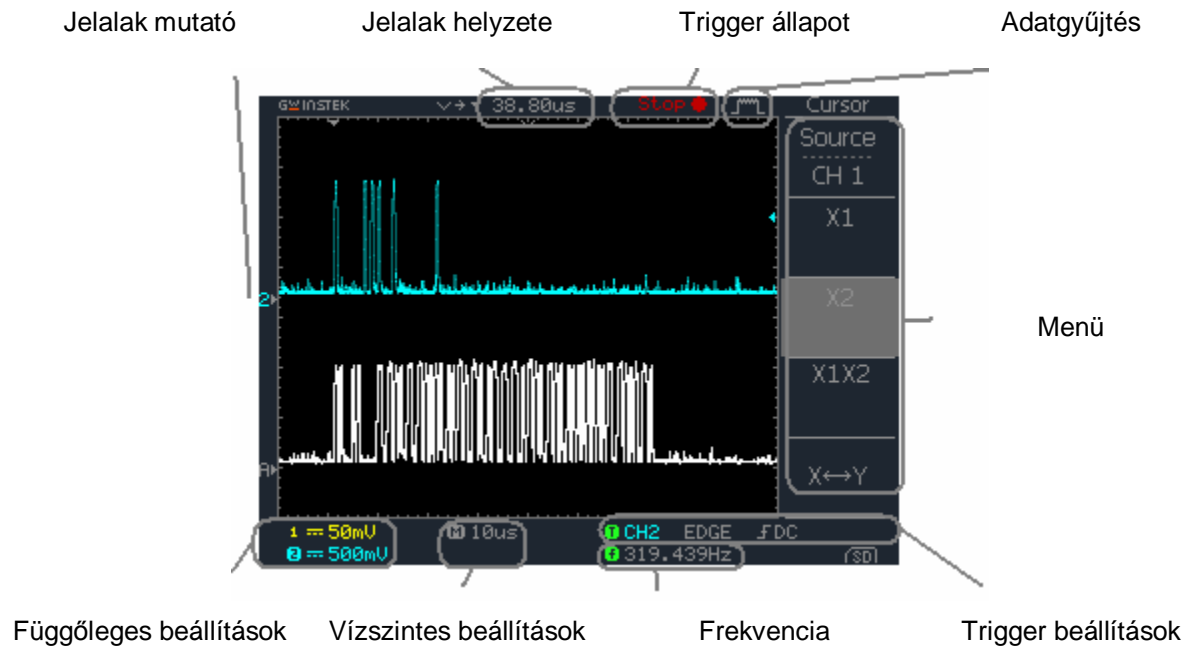 Jelalak mutató Jelalak helyzete Trigger állapot Adatgyűjtés
GW INSTEK 38.80us Stop Cursor
Source
CH 1
X1
2
X2
Menü
X1X2
A
X↔Y
1 50mV M 10us T CH2 EDGE DC
2 500mV f 319.439Hz SD
Függőleges beállítások Vízszintes beállítások Frekvencia Trigger beállítások